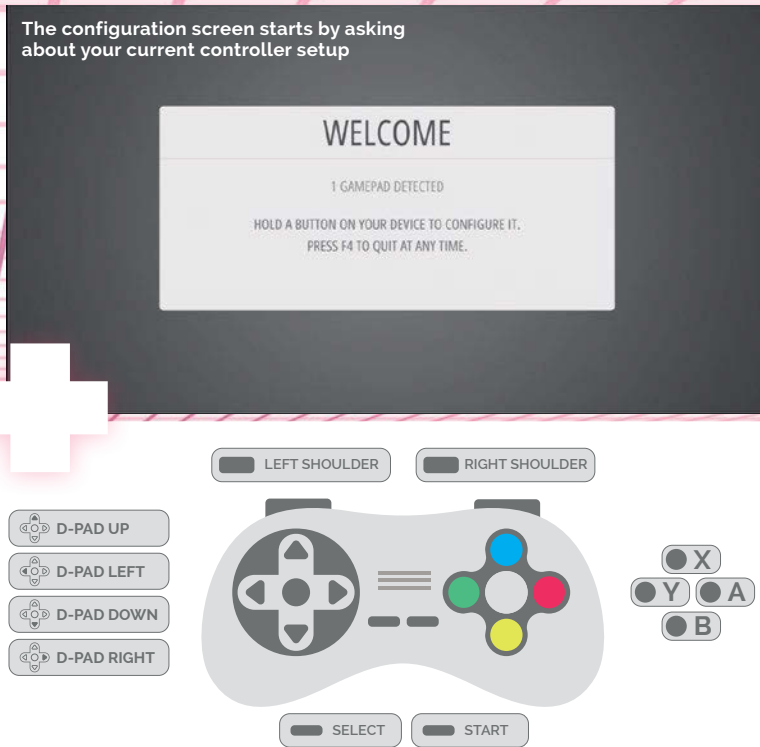 The configuration screen starts by asking
about your current controller setup
WELCOME
1 GAMEPAD DETECTED
HOLD A BUTTON ON YOUR DEVICE TO CONFIGURE IT.
PRESS F4 TO QUIT AT ANY TIME.
LEFT SHOULDER
RIGHT SHOULDER
D-PAD UP
D-PAD LEFT
D-PAD DOWN
D-PAD RIGHT
X
Y A
B
SELECT
START